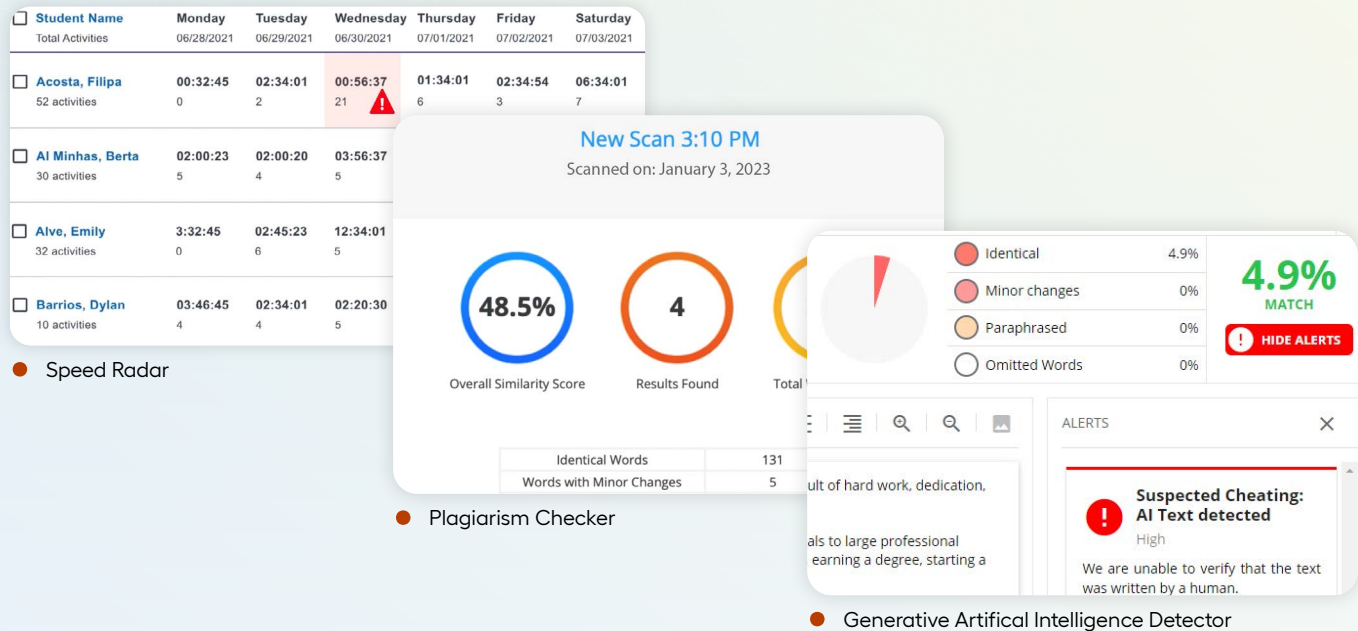 Student Name Monday Tuesday Wednesday Thursday Friday Saturday
Total Activities 06/28/2021 06/29/2021 06/30/2021 07/01/2021 07/02/2021 07/03/2021
Acosta, Filipa 00:32:45 02:34:01 00:56:37 01:34:01 02:34:54 06:34:01
52 activities 0 2 21 6 3 7
Al Minhas, Berta 02:00:23 02:00:20 03:56:37
30 activities 5 4 5
Alve, Emily 3:32:45 02:45:23 12:34:01
32 activities 0 6 5
Barrios, Dylan 03:46:45 02:34:01 02:20:30
10 activities 4 4 5
Speed Radar
New Scan 3:10 PM
Scanned on: January 3, 2023
48.5% 4
Overall Similarity Score Results Found Total
Identical Words 131
Words with Minor Changes 5
Plagiarism Checker
Identical 4.9%
Minor changes 0%
Paraphrased 0%
Omitted Words 0%
4.9%
MATCH
! HIDE ALERTS
ult of hard work, dedication,
als to large professional
earning a degree, starting a
ALERTS
Suspected Cheating:
AI Text detected
High
We are unable to verify that the text
was written by a human.
Generative Artifical Intelligence Detector